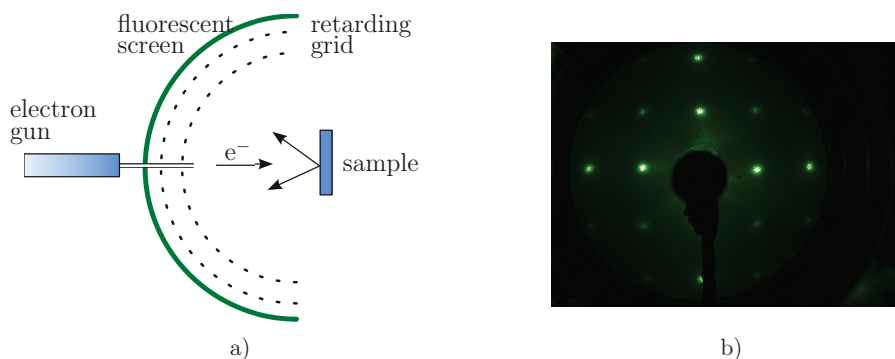 fluorescent
screen
retarding
grid
electron
gun
e⁻
sample
a)
b)